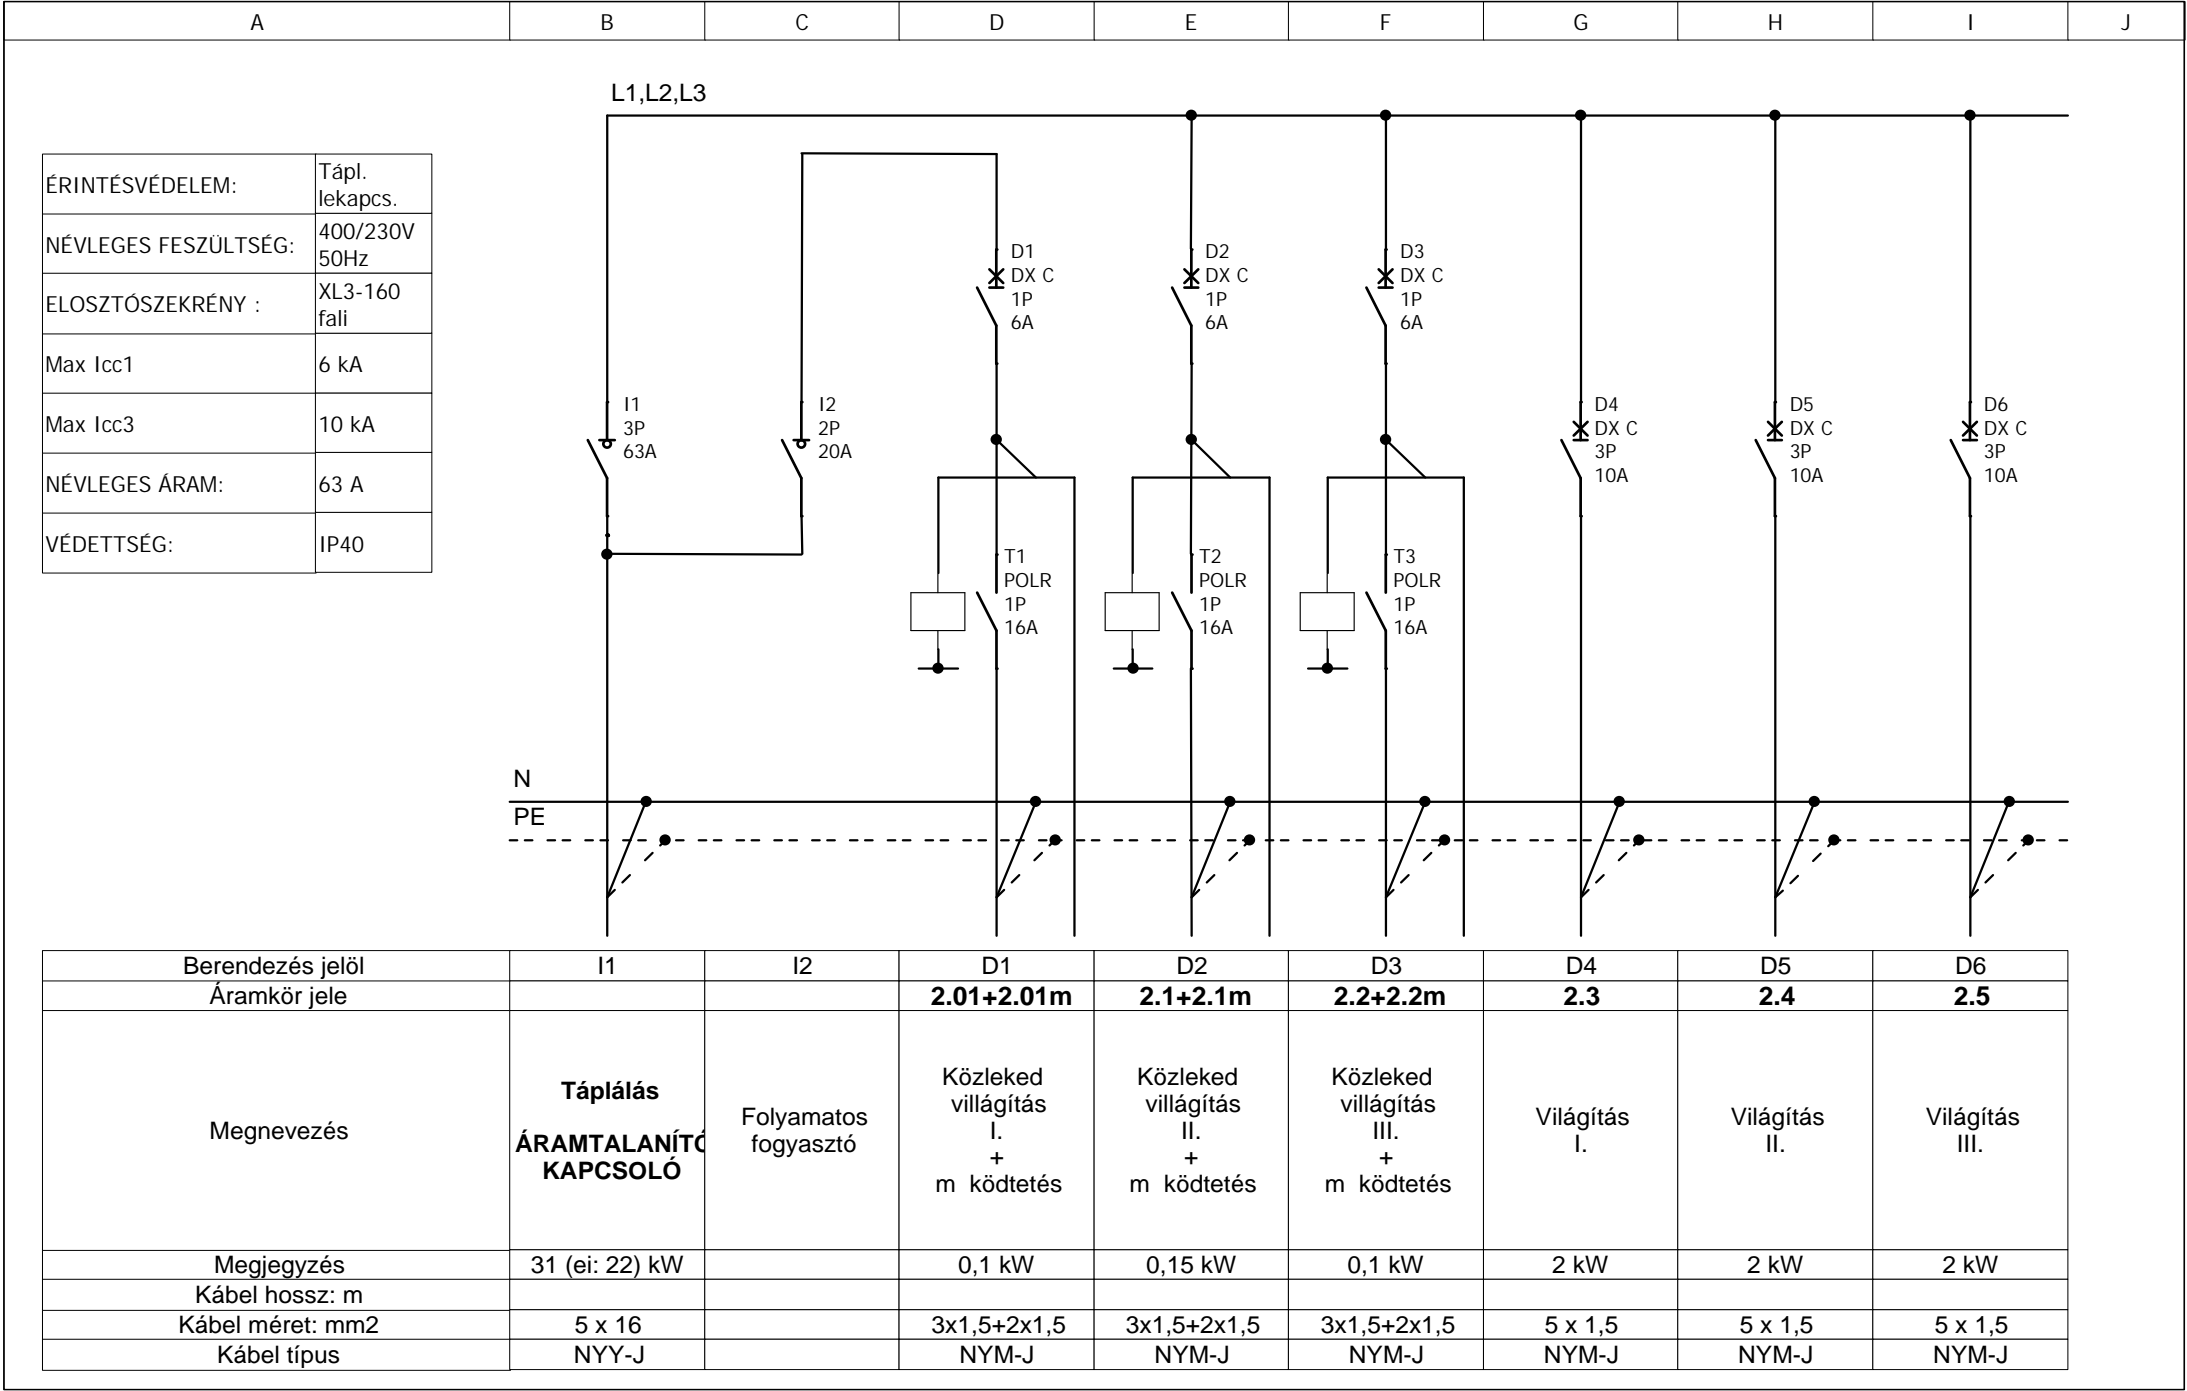 A B C D E F G H I J
L1,L2,L3
ÉRINTÉSVÉDELEM: Tápl.
lekapcs.
NÉVLEGES FESZÜLTSÉG: 400/230V
50Hz
ELOSZTÓSZEKRÉNY : XL3-160
fali
Max Icc1 6 kA
Max Icc3 10 kA
NÉVLEGES ÁRAM: 63 A
VÉDETTSÉG: IP40
I1
3P
63A
I2
2P
20A
D1
DX C
1P
6A
D2
DX C
1P
6A
D3
DX C
1P
6A
D4
DX C
3P
10A
D5
DX C
3P
10A
D6
DX C
3P
10A
T1
POLR
1P
16A
T2
POLR
1P
16A
T3
POLR
1P
16A
N
PE
Berendezés jelöl I1 I2 D1 D2 D3 D4 D5 D6
Áramkör jele 2.01+2.01m 2.1+2.1m 2.2+2.2m 2.3 2.4 2.5
Megnevezés
Táplálás
ÁRAMTALANÍTÓ
KAPCSOLÓ
Folyamatos
fogyasztó
Közleked
villágítás
I.
+
m ködtetés
Közleked
villágítás
II.
+
m ködtetés
Közleked
villágítás
III.
+
m ködtetés
Világítás
I.
Világítás
II.
Világítás
III.
Megjegyzés 31 (ei: 22) kW 0,1 kW 0,15 kW 0,1 kW 2 kW 2 kW 2 kW
Kábel hossz: m
Kábel méret: mm2 5 x 16 3x1,5+2x1,5 3x1,5+2x1,5 3x1,5+2x1,5 5 x 1,5 5 x 1,5 5 x 1,5
Kábel típus NYY-J NYM-J NYM-J NYM-J NYM-J NYM-J NYM-J